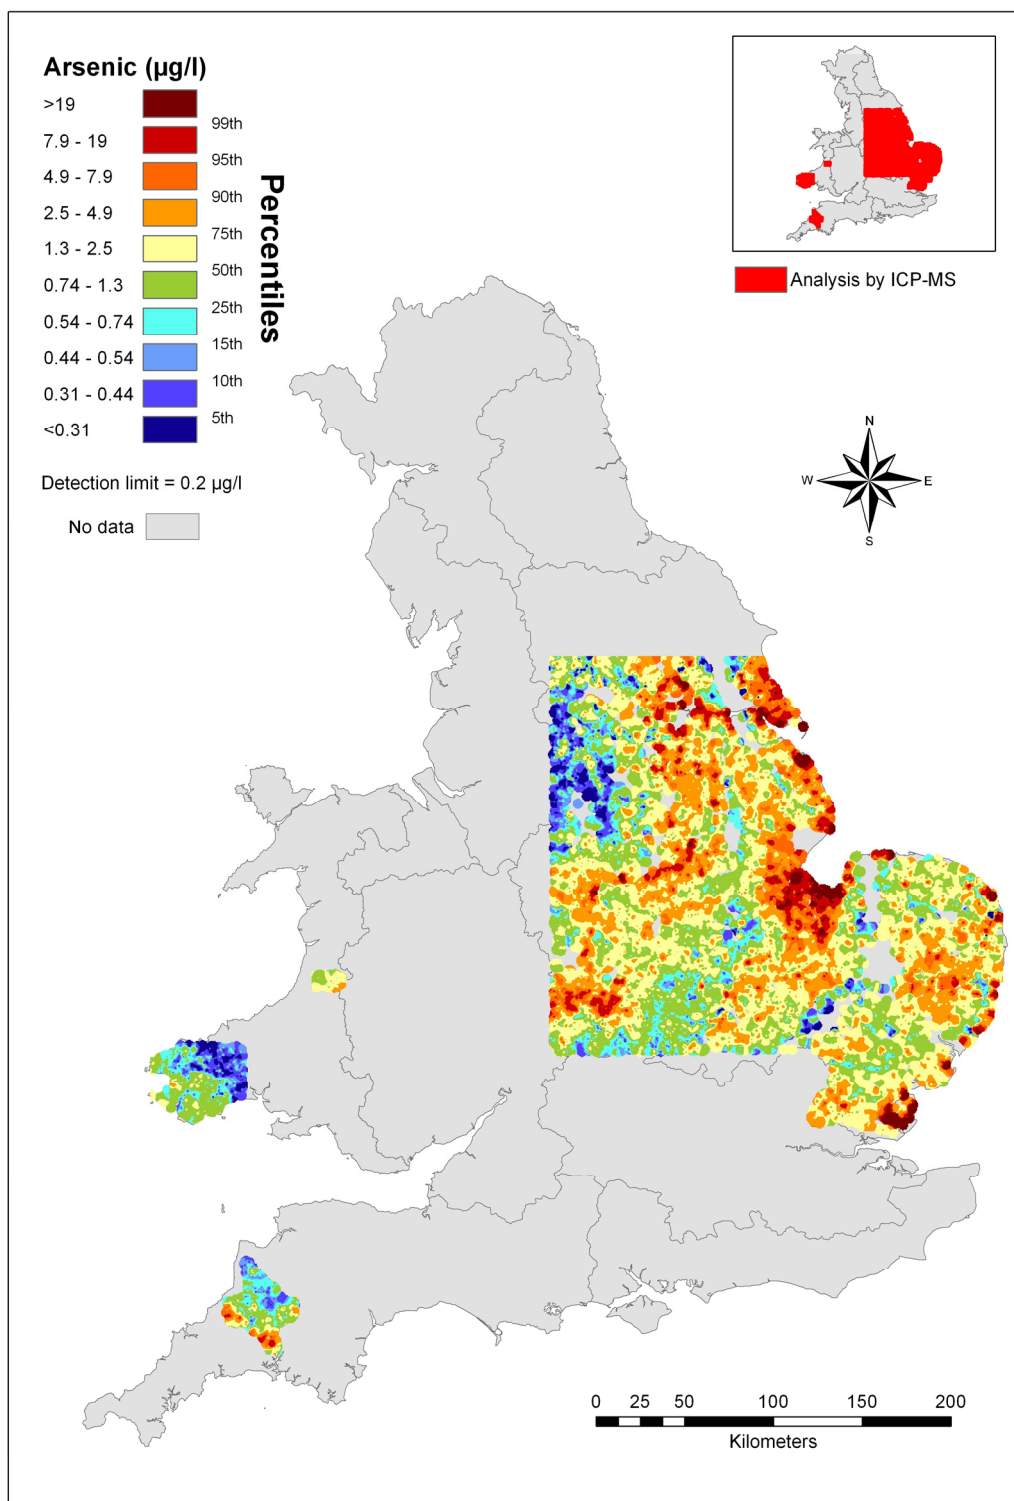 Arsenic (µg/l)
>19
99th
7.9 - 19
95th
4.9 - 7.9
90th
2.5 - 4.9
75th
1.3 - 2.5
50th
0.74 - 1.3
25th
0.54 - 0.74
15th
0.44 - 0.54
10th
0.31 - 0.44
5th
<0.31
Percentiles
Detection limit = 0.2 µg/l
No data
Analysis by ICP-MS
N
W
E
S
0 25 50 100 150 200
Kilometers